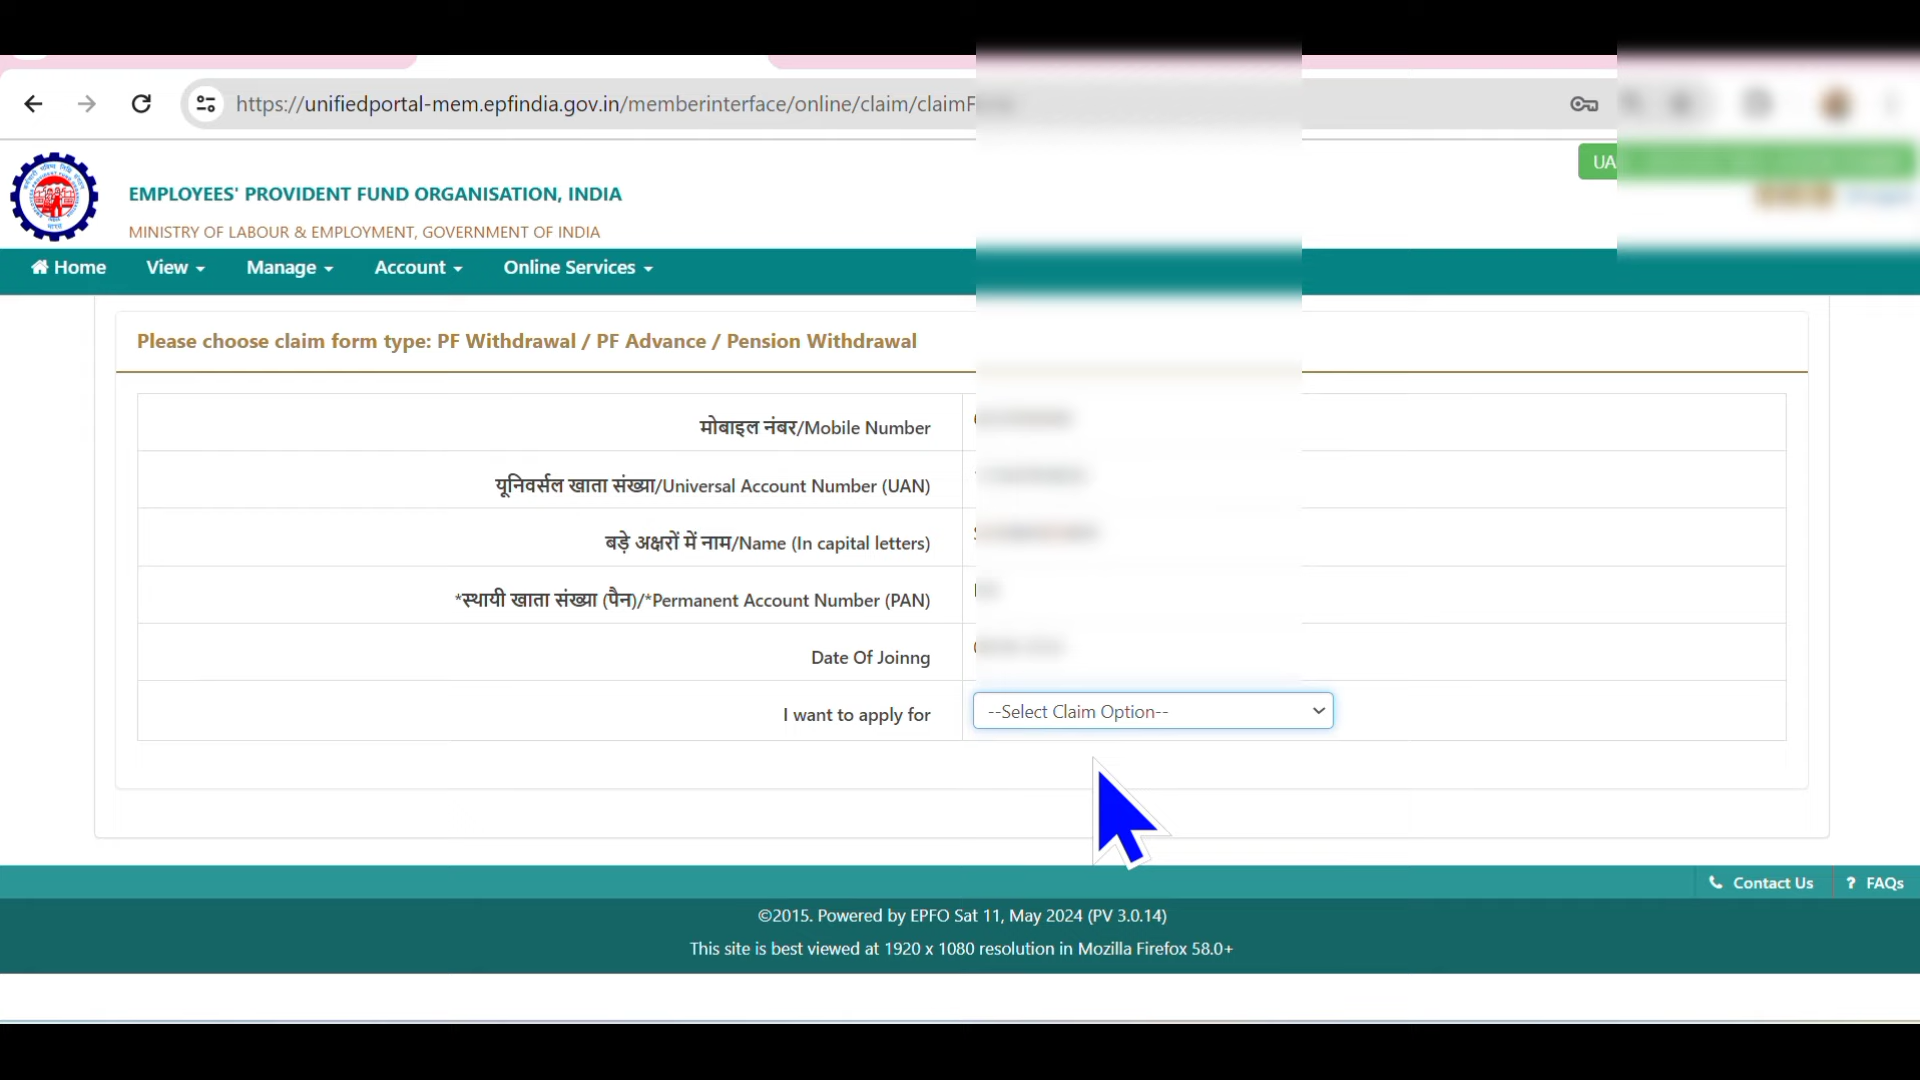 https://unifiedportal-mem.epfindia.gov.in/memberinterface/online/claim/claimF
UA
EMPLOYEES' PROVIDENT FUND ORGANISATION, INDIA
MINISTRY OF LABOUR & EMPLOYMENT, GOVERNMENT OF INDIA
Home View Manage Account Online Services
Please choose claim form type: PF Withdrawal / PF Advance / Pension Withdrawal
मोबाइल नंबर/Mobile Number
यूनिवर्सल खाता संख्या/Universal Account Number (UAN)
बड़े अक्षरों में नाम/Name (In capital letters)
*स्थायी खाता संख्या (पैन)/*Permanent Account Number (PAN)
Date Of Joinng
I want to apply for --Select Claim Option--
Contact Us ? FAQs
©2015. Powered by EPFO Sat 11, May 2024 (PV 3.0.14)
This site is best viewed at 1920 x 1080 resolution in Mozilla Firefox 58.0+